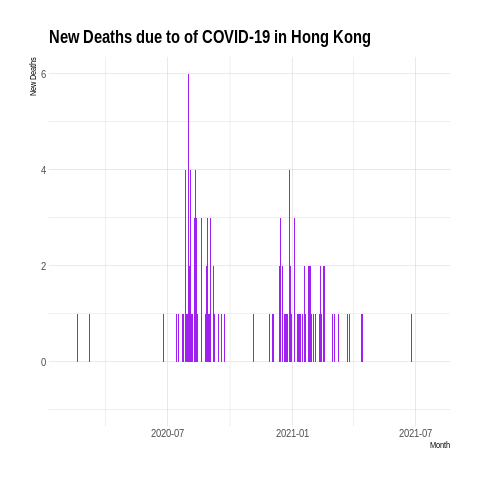 New Deaths due to of COVID-19 in Hong Kong
New Deaths
6
4
2
0
2020-07 2021-01 2021-07
Month